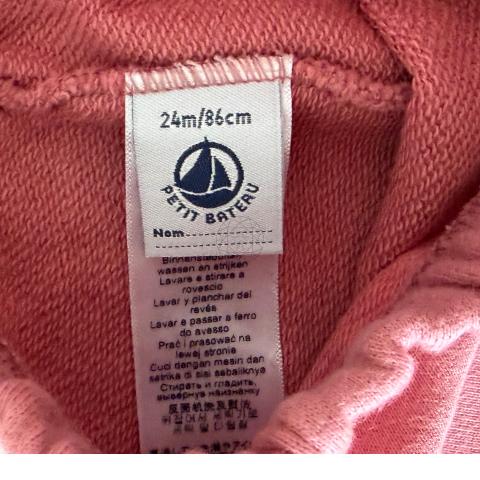 24m/86cm
PETIT BATEAU
Nom
wassen en strijken
Lavare e stirare a
rovescio
Lavar y planchar del
revés
Lavar e passar a ferro
do avesso
Prać i prasować na
lewej stronie
Cuci dengan mesin dan
setrika di sisi sebaliknya
Стирать и гладить,
вывернув наизнанку